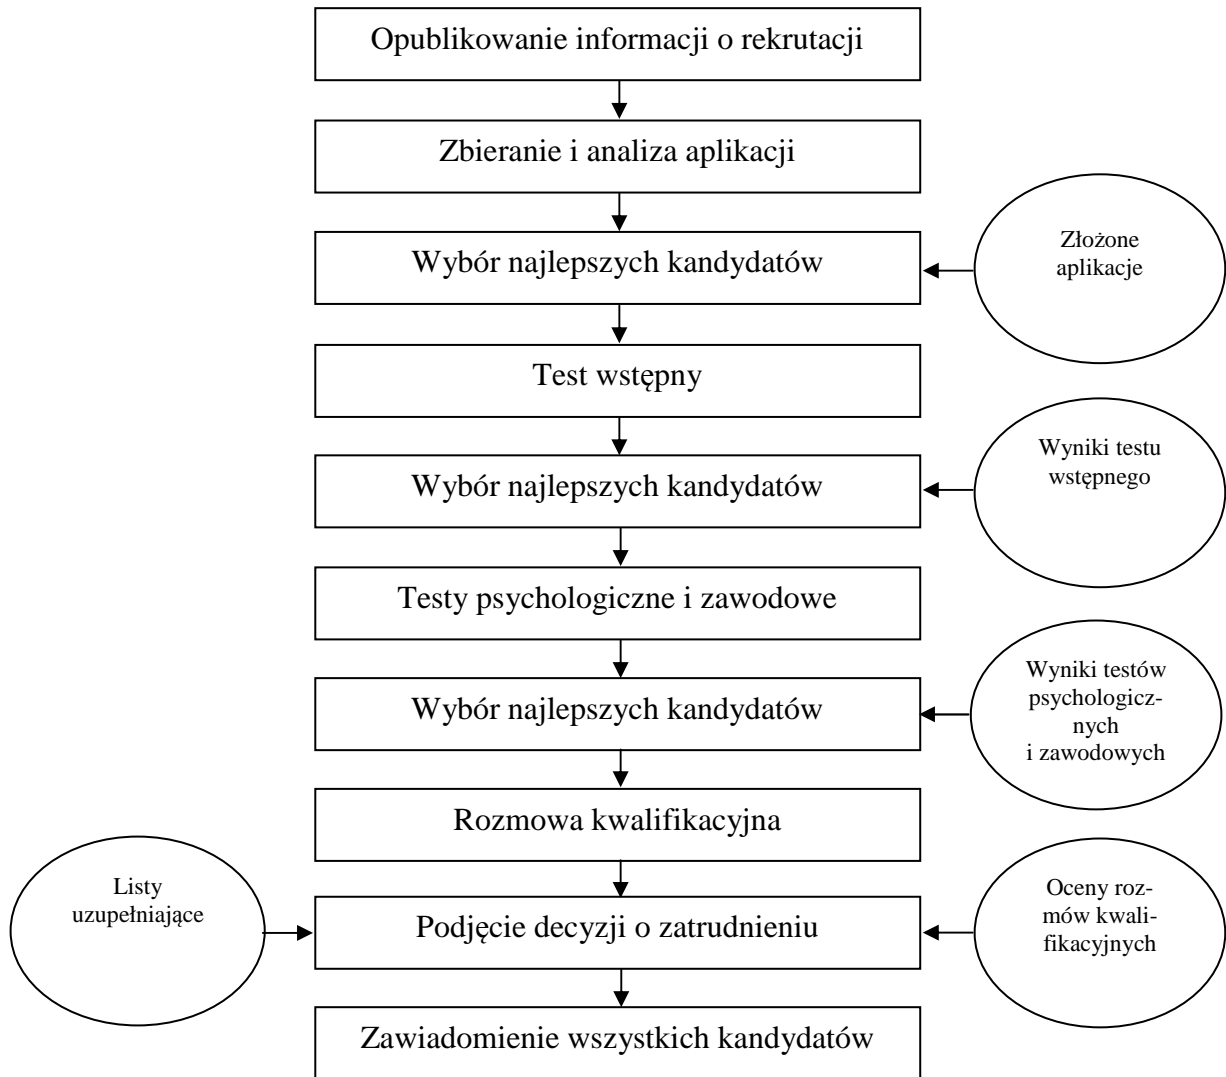 Opublikowanie informacji o rekrutacji
Zbieranie i analiza aplikacji
Wybór najlepszych kandydatów
Złożone
aplikacje
Test wstępny
Wybór najlepszych kandydatów
Wyniki testu
wstępnego
Testy psychologiczne i zawodowe
Wybór najlepszych kandydatów
Wyniki testów
psychologicz-
nych
i zawodowych
Rozmowa kwalifikacyjna
Listy
uzupełniające
Podjęcie decyzji o zatrudnieniu
Oceny roz-
mów kwali-
fikacyjnych
Zawiadomienie wszystkich kandydatów